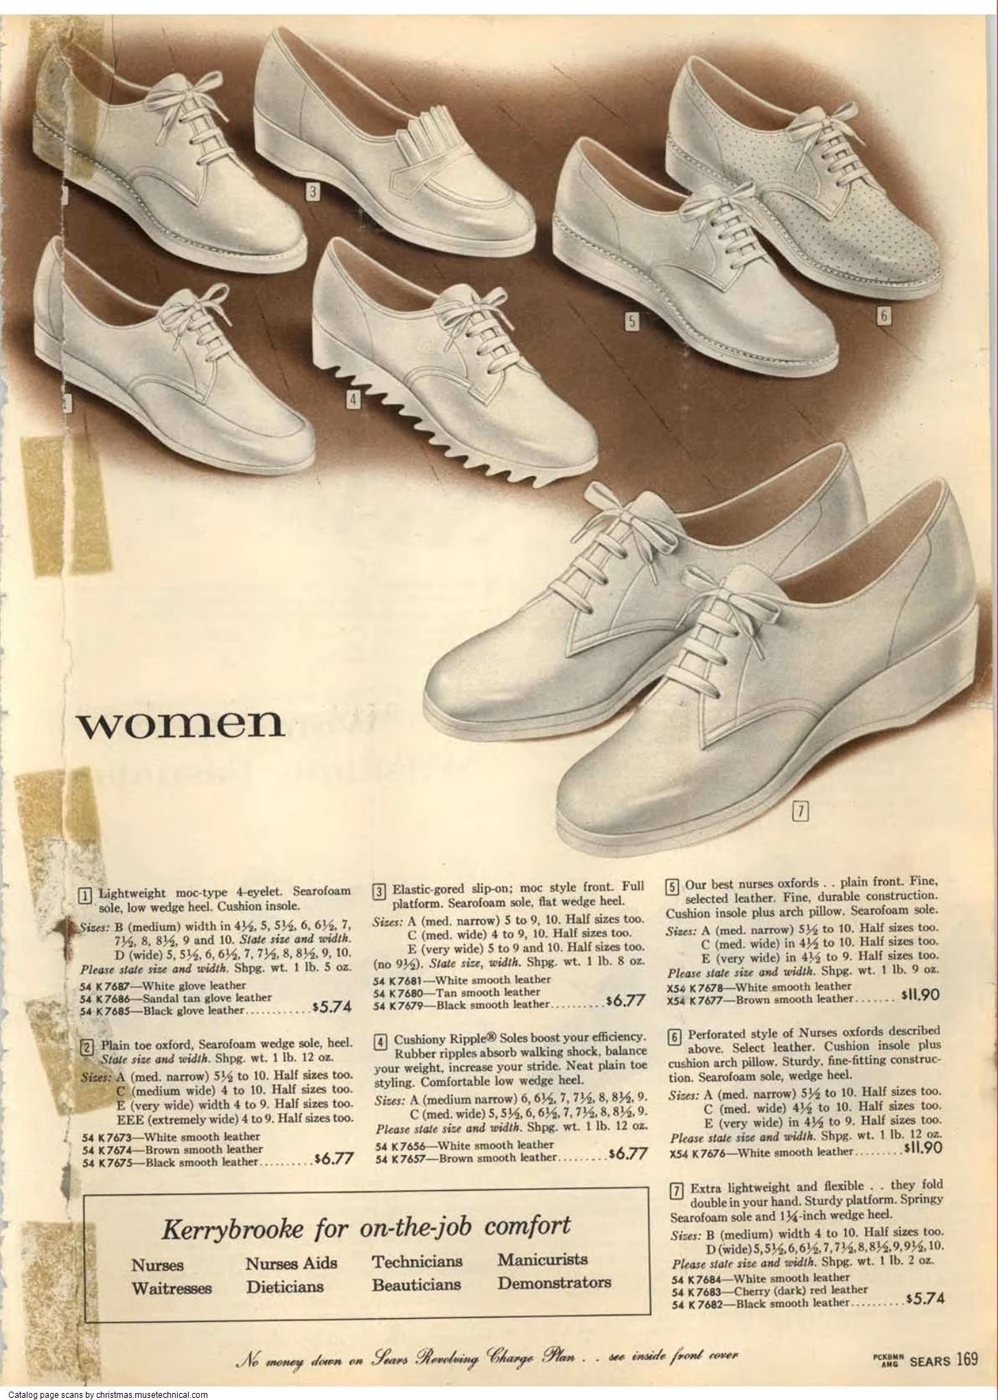 3
5
6
4
7
women
1 Lightweight moc-type 4-eyelet. Searofoam
sole, low wedge heel. Cushion insole.
Sizes: B (medium) width in 4½, 5, 5½, 6, 6½, 7,
7½, 8, 8½, 9 and 10. State size and width.
D (wide) 5, 5½, 6, 6½, 7, 7½, 8, 8½, 9, 10.
Please state size and width. Shpg. wt. 1 lb. 5 oz.
54 K 7687—White glove leather
54 K 7686—Sandal tan glove leather
54 K 7685—Black glove leather............$5.74
2 Plain toe oxford, Searofoam wedge sole, heel.
State size and width. Shpg. wt. 1 lb. 12 oz.
Sizes: A (med. narrow) 5½ to 10. Half sizes too.
C (medium wide) 4 to 10. Half sizes too.
E (very wide) width 4 to 9. Half sizes too.
EEE (extremely wide) 4 to 9. Half sizes too.
54 K 7673—White smooth leather
54 K 7674—Brown smooth leather
54 K 7675—Black smooth leather..........$6.77
3 Elastic-gored slip-on; moc style front. Full
platform. Searofoam sole, flat wedge heel.
Sizes: A (med. narrow) 5 to 9, 10. Half sizes too.
C (med. wide) 4 to 9, 10. Half sizes too.
E (very wide) 5 to 9 and 10. Half sizes too.
(no 9½). State size, width. Shpg. wt. 1 lb. 8 oz.
54 K 7681—White smooth leather
54 K 7680—Tan smooth leather
54 K 7679—Black smooth leather..........$6.77
4 Cushiony Ripple® Soles boost your efficiency.
Rubber ripples absorb walking shock, balance
your weight, increase your stride. Neat plain toe
styling. Comfortable low wedge heel.
Sizes: A (medium narrow) 6, 6½, 7, 7½, 8, 8½, 9.
C (med. wide) 5, 5½, 6, 6½, 7, 7½, 8, 8½, 9.
Please state size and width. Shpg. wt. 1 lb. 12 oz.
54 K 7656—White smooth leather
54 K 7657—Brown smooth leather.........$6.77
5 Our best nurses oxfords . . plain front. Fine,
selected leather. Fine, durable construction.
Cushion insole plus arch pillow. Searofoam sole.
Sizes: A (med. narrow) 5½ to 10. Half sizes too.
C (med. wide) in 4½ to 10. Half sizes too.
E (very wide) in 4½ to 9. Half sizes too.
Please state size and width. Shpg. wt. 1 lb. 9 oz.
X54 K 7678—White smooth leather
X54 K 7677—Brown smooth leather....... $11.90
6 Perforated style of Nurses oxfords described
above. Select leather. Cushion insole plus
cushion arch pillow. Sturdy, fine-fitting construc-
tion. Searofoam sole, wedge heel.
Sizes: A (med. narrow) 5½ to 10. Half sizes too.
C (med. wide) 4½ to 10. Half sizes too.
E (very wide) in 4½ to 9. Half sizes too.
Please state size and width. Shpg. wt. 1 lb. 12 oz.
X54 K 7676—White smooth leather.........$11.90
7 Extra lightweight and flexible . . they fold
double in your hand. Sturdy platform. Springy
Searofoam sole and 1¼-inch wedge heel.
Sizes: B (medium) width 4 to 10. Half sizes too.
D (wide) 5, 5½, 6, 6½, 7, 7½, 8, 8½, 9, 9½, 10.
Please state size and width. Shpg. wt. 1 lb. 2 oz.
54 K 7684—White smooth leather
54 K 7683—Cherry (dark) red leather
54 K 7682—Black smooth leather..........$5.74
Kerrybrooke for on-the-job comfort
Nurses Nurses Aids Technicians Manicurists
Waitresses Dieticians Beauticians Demonstrators
No money down on Sears Revolving Charge Plan . . see inside front cover
PCKBMN
AMG SEARS 169
Catalog page scans by christmas.musetechnical.com